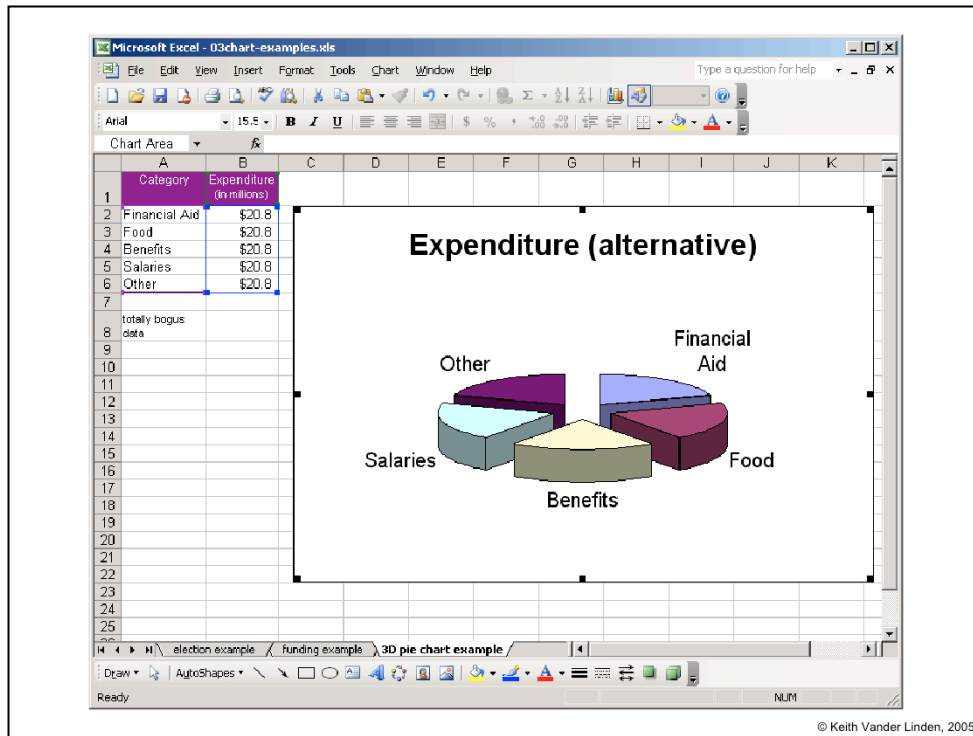 Microsoft Excel - 03chart-examples.xls
File Edit View Insert Format Tools Chart Window Help Type a question for help
Arial 15.5 B I U $ % ,
Chart Area fx
A B C D E F G H I J K
1 Category Expenditure
(in millions)
2 Financial Aid $20.8
3 Food $20.8
4 Benefits $20.8
5 Salaries $20.8
6 Other $20.8
7
8 totally bogus
data
9
10
11
12
13
14
15
16
17
18
19
20
21
22
23
24
25
Expenditure (alternative)
Financial
Aid
Other
Salaries
Food
Benefits
election example funding example 3D pie chart example
Draw AutoShapes
Ready NUM
© Keith Vander Linden, 2005